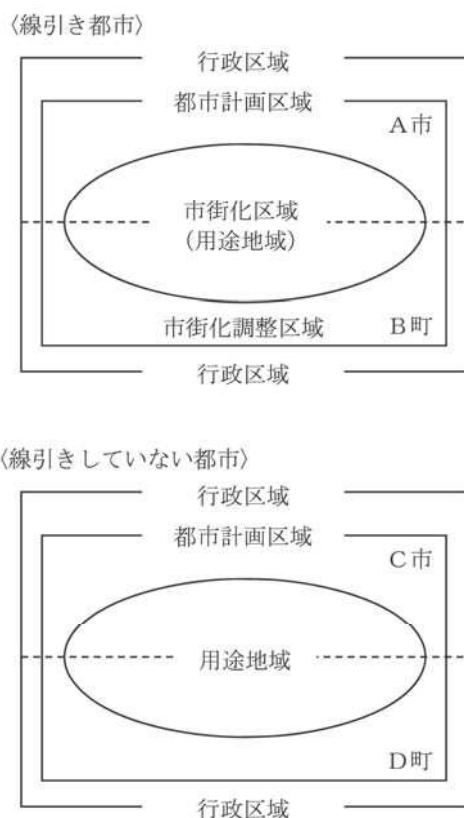 〈線引き都市〉
行政区域
都市計画区域
A市
市街化区域
(用途地域)
市街化調整区域
B町
行政区域
〈線引きしていない都市〉
行政区域
都市計画区域
C市
用途地域
D町
行政区域